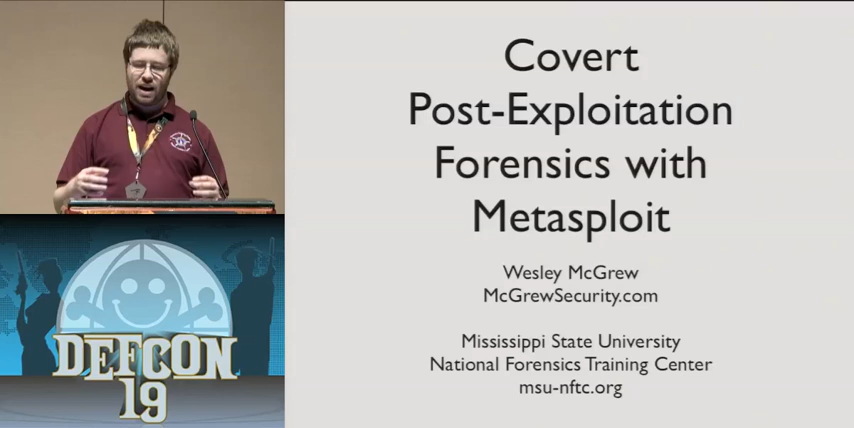 Covert
Post-Exploitation
Forensics with
Metasploit
Wesley McGrew
McGrewSecurity.com
Mississippi State University
National Forensics Training Center
msu-nftc.org
DEFCON
19